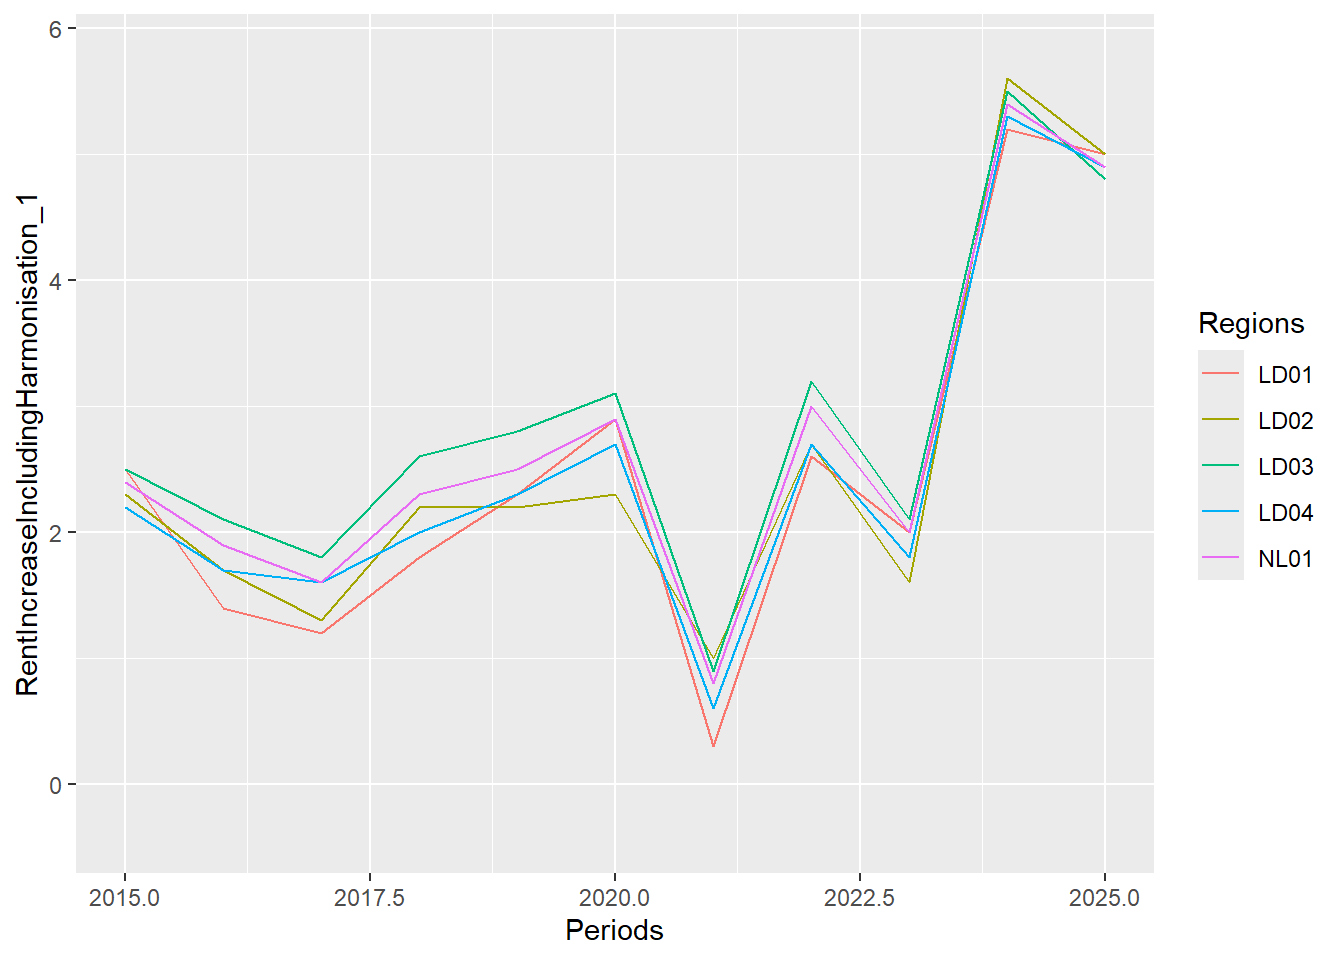 RentIncreaseIncludingHarmonisation_1
6
4
2
0
2015.0
2017.5
2020.0
2022.5
2025.0
Periods
Regions
LD01
LD02
LD03
LD04
NL01